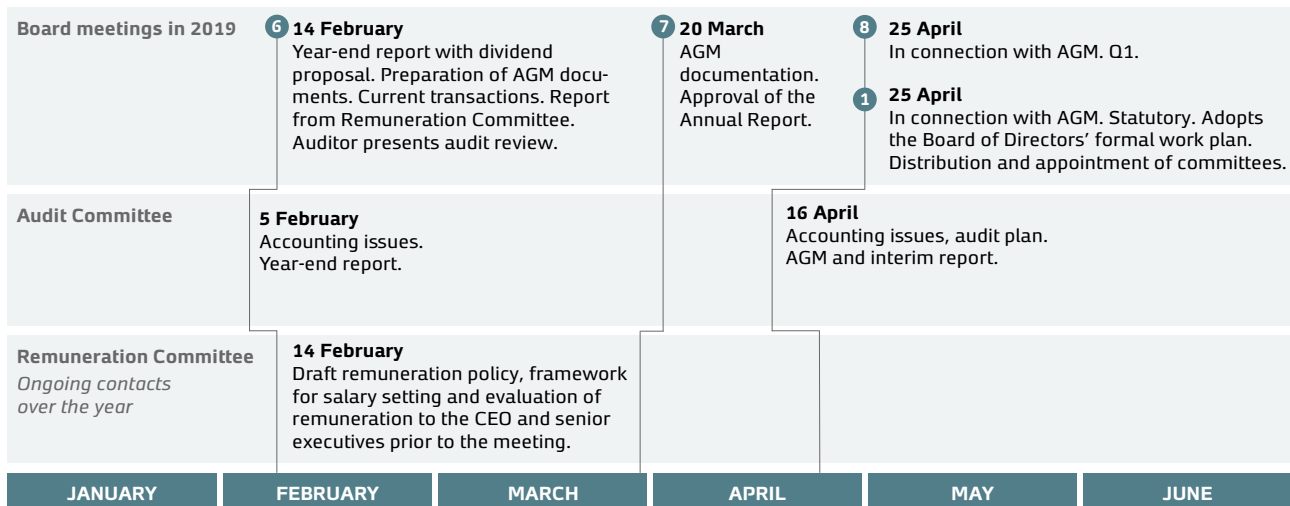 Board meetings in 2019
6
14 February
Year-end report with dividend
proposal. Preparation of AGM docu-
ments. Current transactions. Report
from Remuneration Committee.
Auditor presents audit review.
7
20 March
AGM
documentation.
Approval of the
Annual Report.
8
25 April
In connection with AGM. Q1.
1
25 April
In connection with AGM. Statutory. Adopts
the Board of Directors’ formal work plan.
Distribution and appointment of committees.
Audit Committee
5 February
Accounting issues.
Year-end report.
16 April
Accounting issues, audit plan.
AGM and interim report.
Remuneration Committee
Ongoing contacts
over the year
14 February
Draft remuneration policy, framework
for salary setting and evaluation of
remuneration to the CEO and senior
executives prior to the meeting.
JANUARY
FEBRUARY
MARCH
APRIL
MAY
JUNE